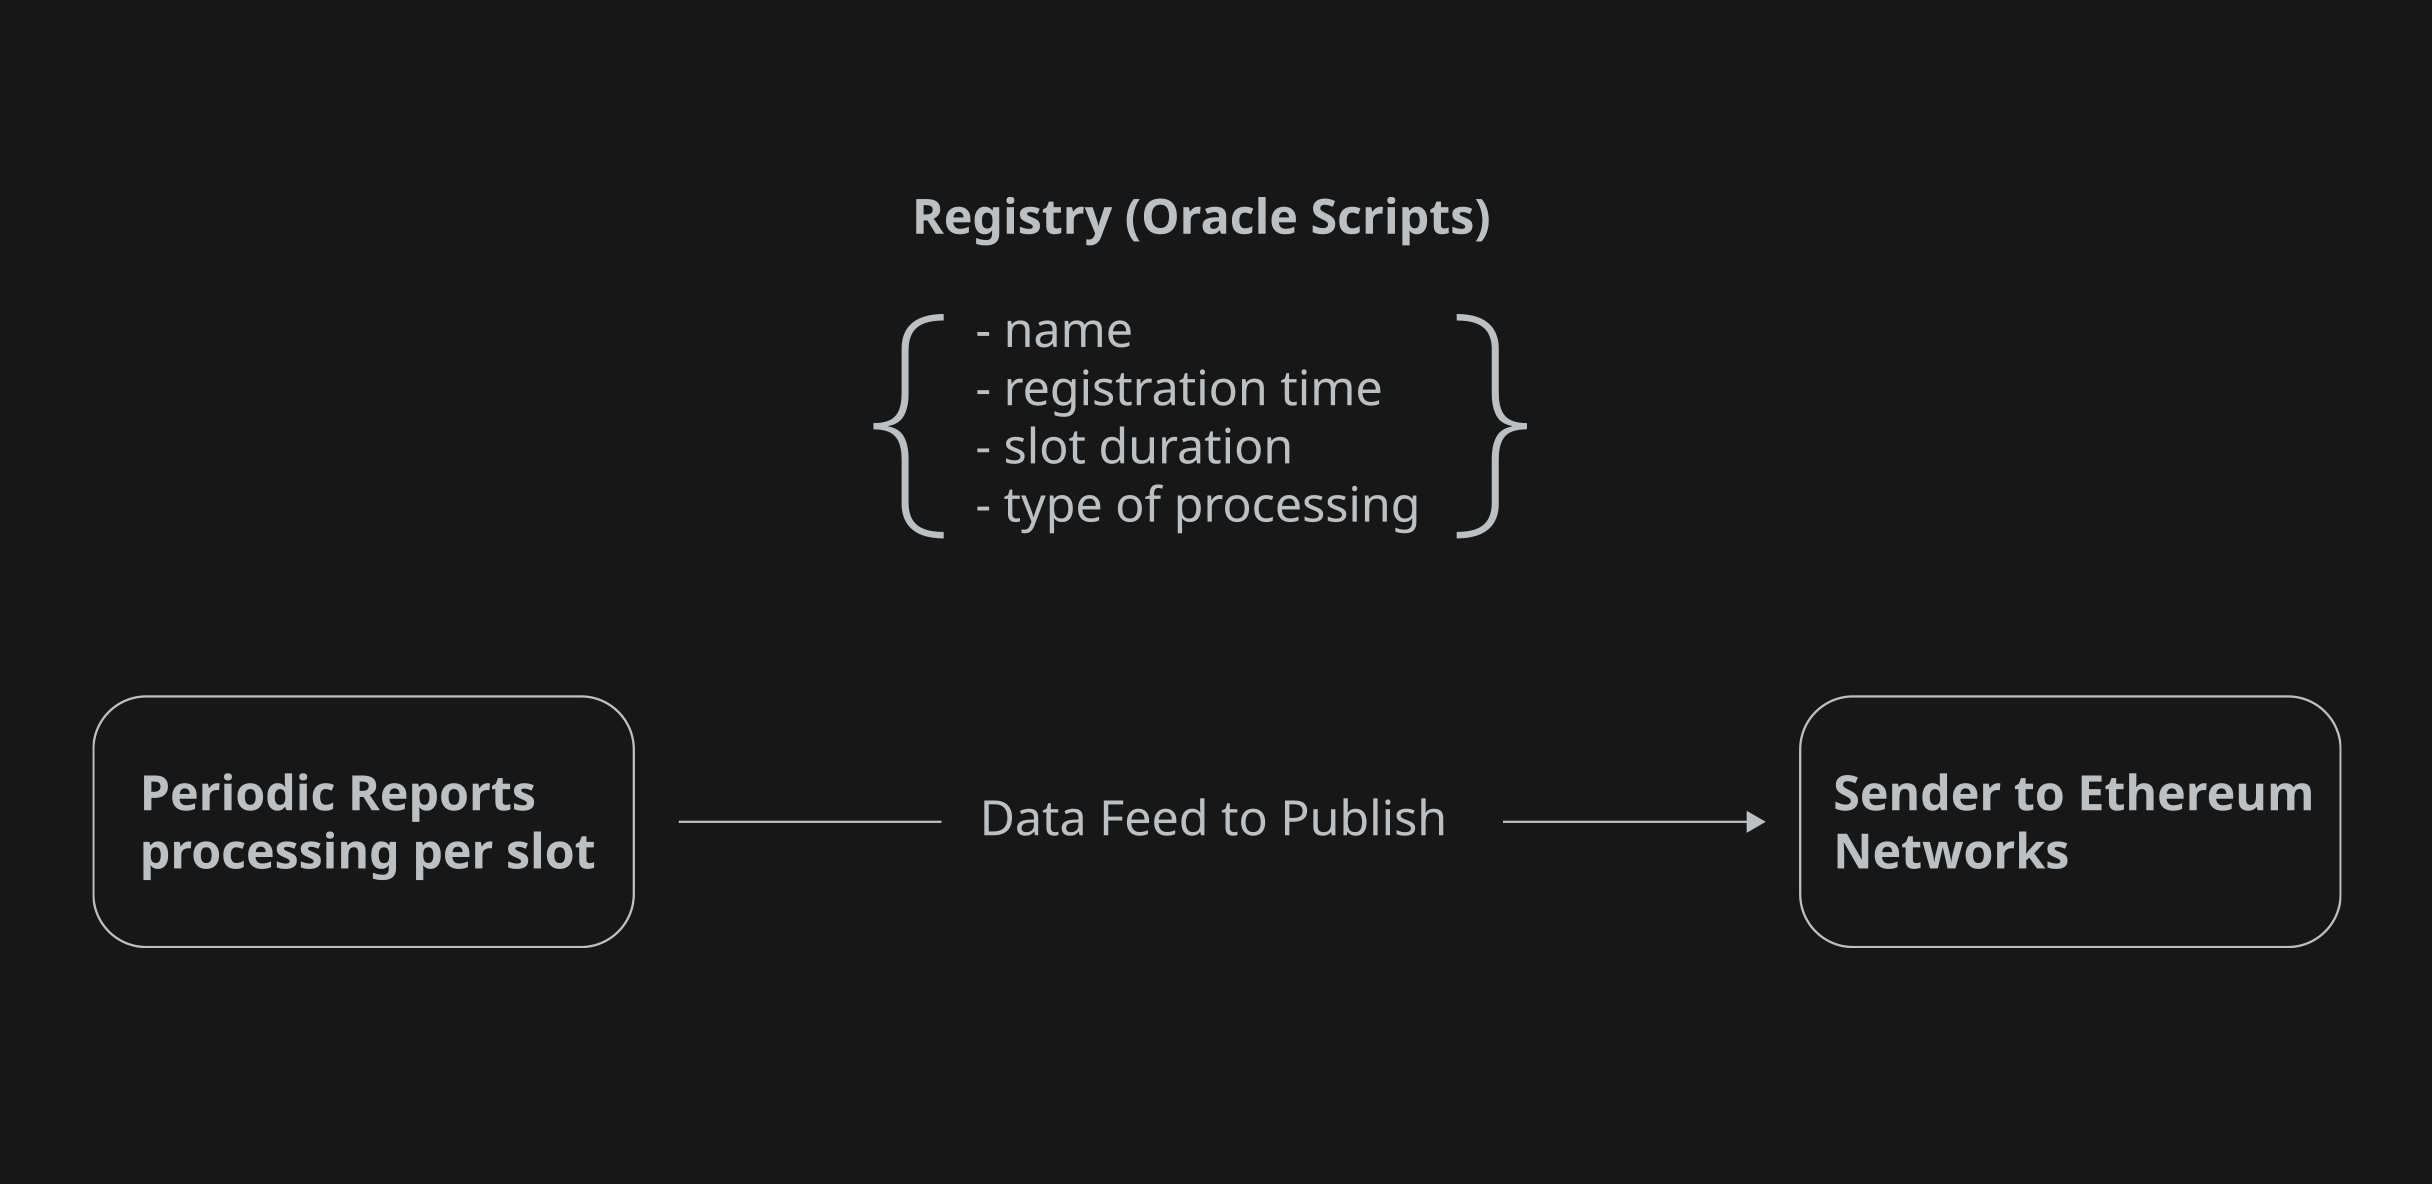 Registry (Oracle Scripts)
- name
- registration time
- slot duration
- type of processing
Periodic Reports
processing per slot
Data Feed to Publish
Sender to Ethereum
Networks